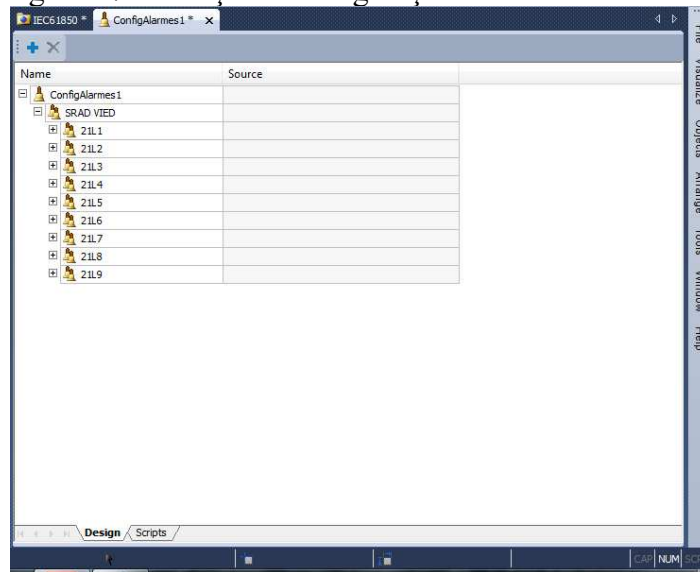 IEC61850 * ConfigAlarmes1 * x
Name Source
ConfigAlarmes1
SRAD VIED
21L1
21L2
21L3
21L4
21L5
21L6
21L7
21L8
21L9
Design Scripts
CAP NUM SCR
File Visualize Objects Arrange Tools Window Help